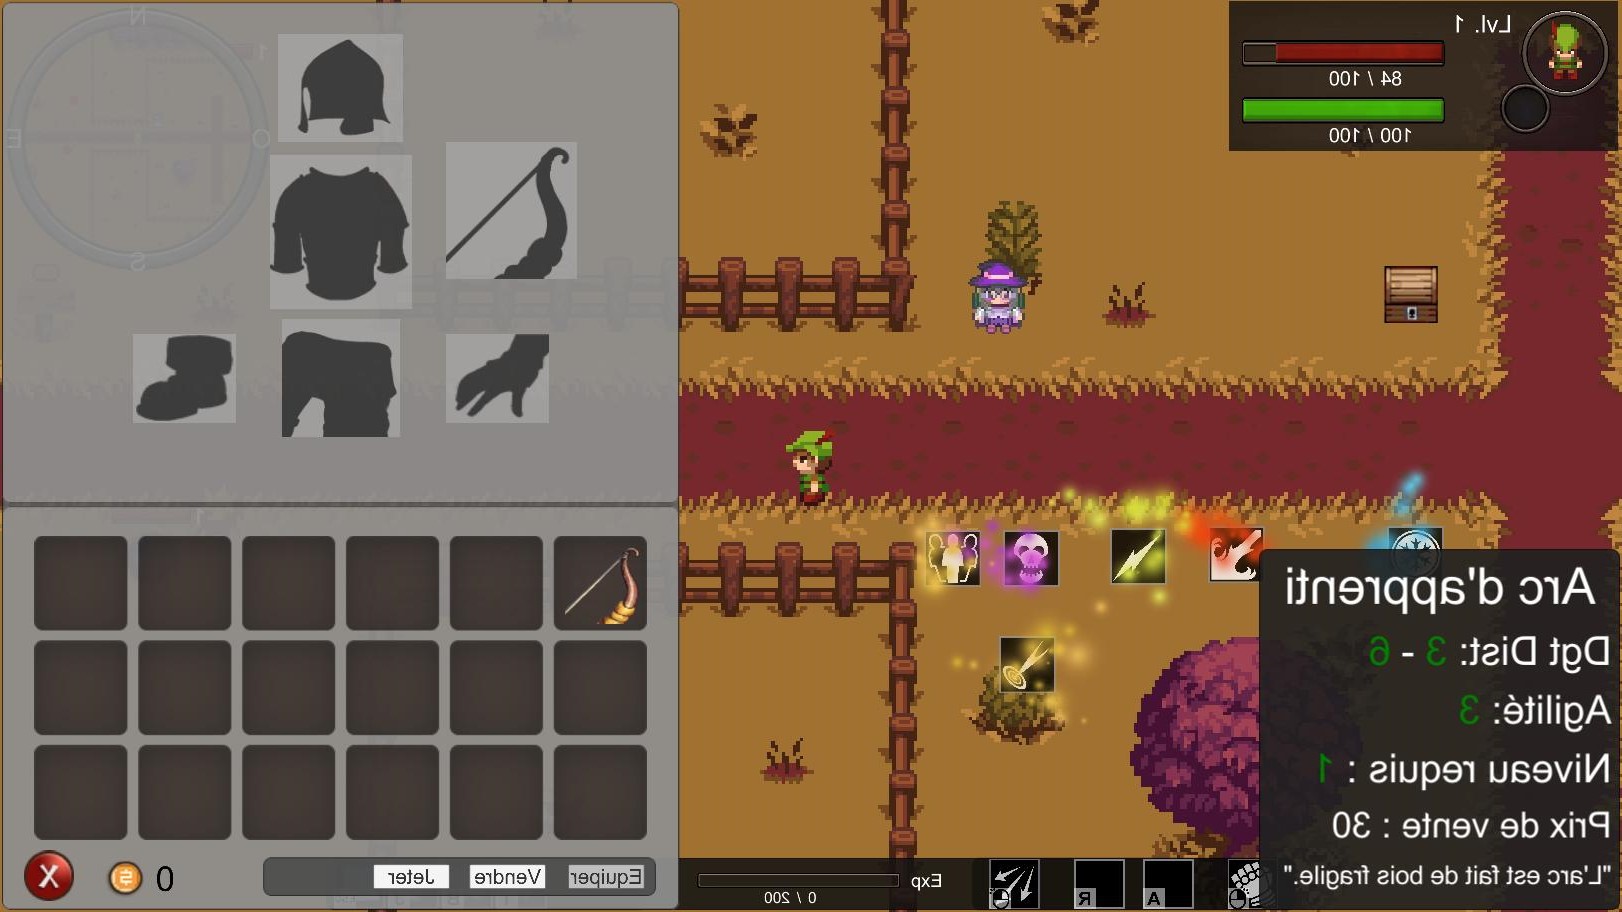 Lvl. 1
84 / 100
100 / 100
N
E
O
S
Arc d'apprenti
Dgt Dist: 3 - 6
Agilité: 3
Niveau requis : 1
Prix de vente : 30
"L'arc est fait de bois fragile."
A
R
Exp
0 / 200
Equiper
Vendre
Jeter
0
X